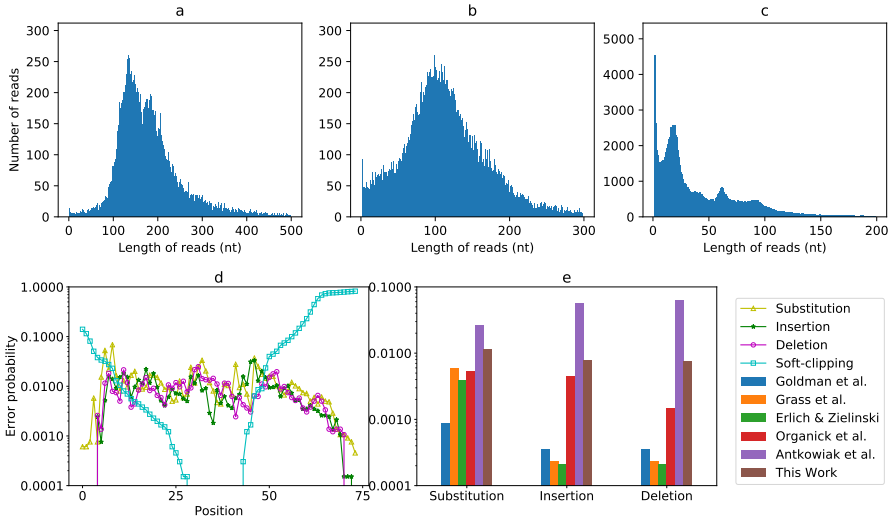 a
b
c
Number of reads
300
250
200
150
100
50
0
0 100 200 300 400 500
Length of reads (nt)
300
250
200
150
100
50
0
0 100 200 300
Length of reads (nt)
5000
4000
3000
2000
1000
0
0 50 100 150 200
Length of reads (nt)
d
e
Error probability
1.0000
0.1000
0.0100
0.0010
0.0001
0 25 50 75
Position
0.1000
0.0100
0.0010
0.0001
Substitution Insertion Deletion
Substitution
Insertion
Deletion
Soft-clipping
Goldman et al.
Grass et al.
Erlich & Zielinski
Organick et al.
Antkowiak et al.
This Work